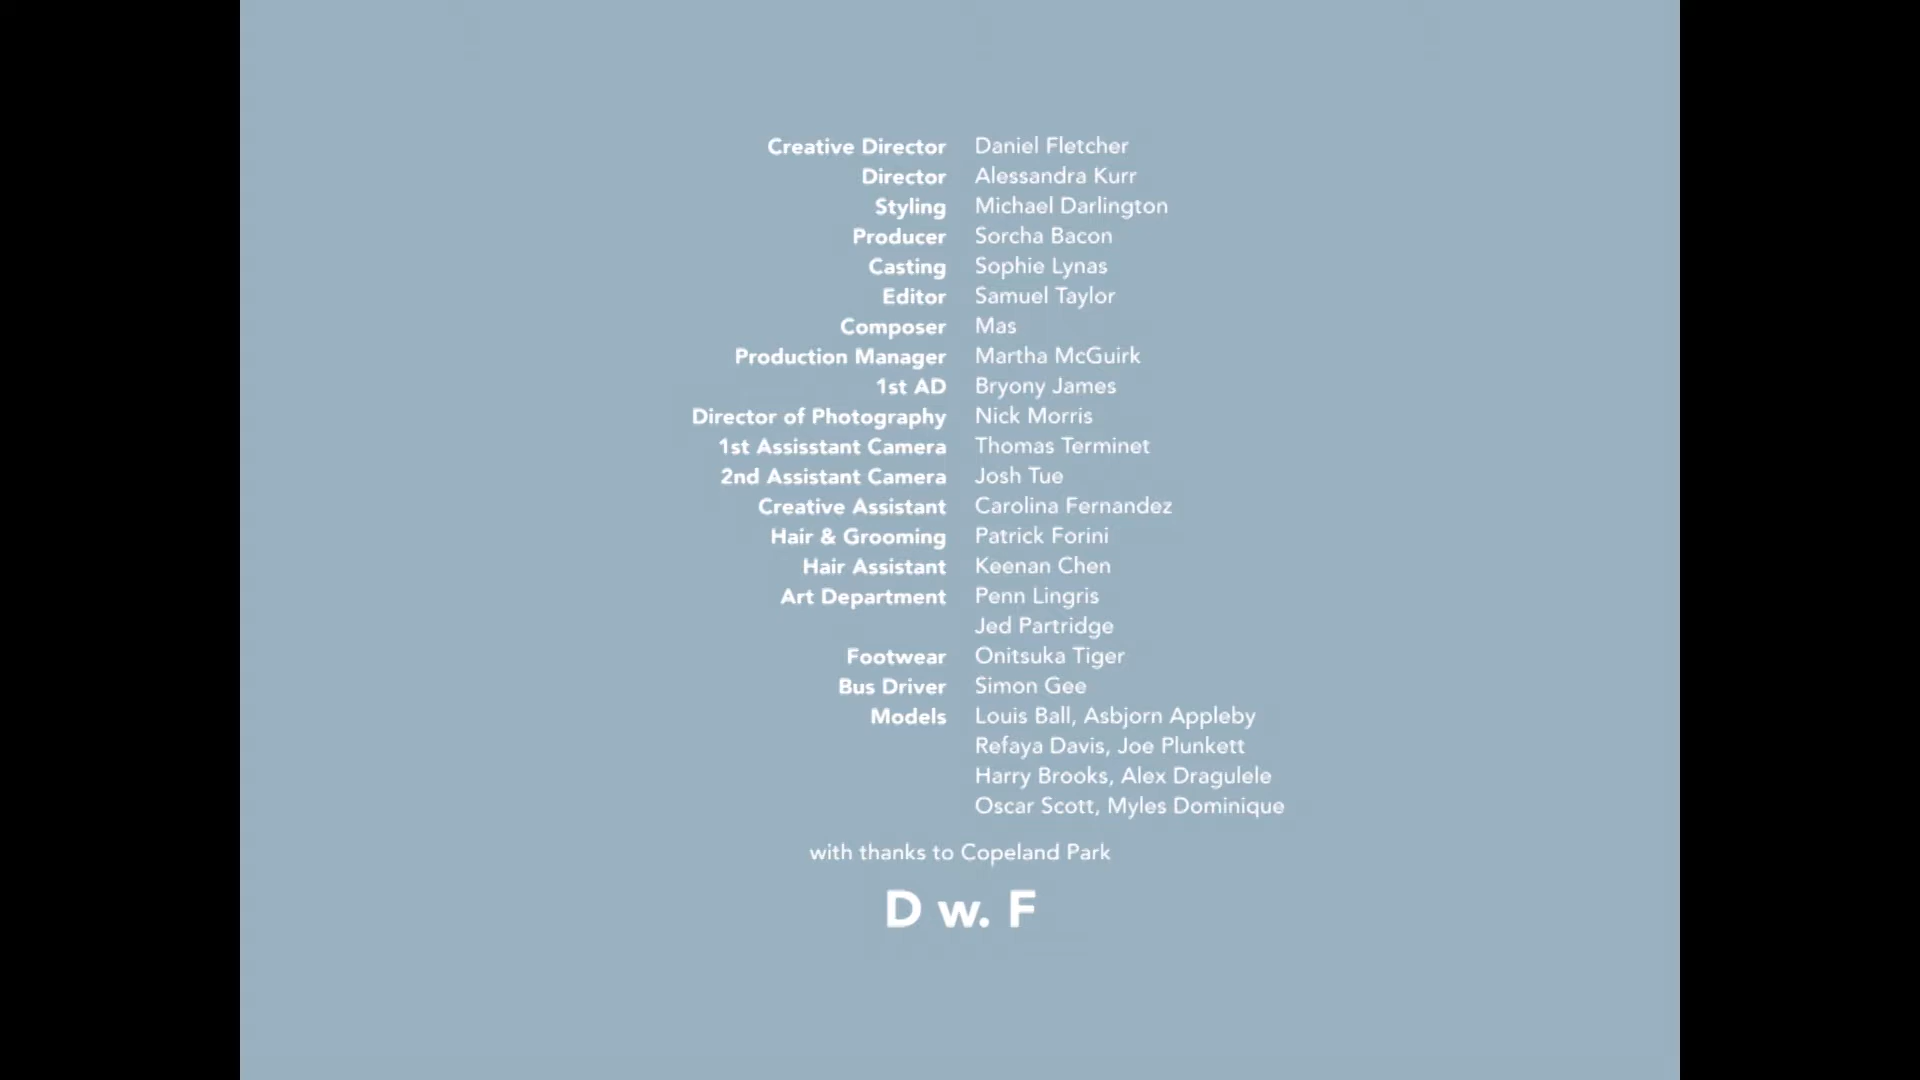 Creative Director Daniel Fletcher
Director Alessandra Kurr
Styling Michael Darlington
Producer Sorcha Bacon
Casting Sophie Lynas
Editor Samuel Taylor
Composer Mas
Production Manager Martha McGuirk
1st AD Bryony James
Director of Photography Nick Morris
1st Assisstant Camera Thomas Terminet
2nd Assistant Camera Josh Tue
Creative Assistant Carolina Fernandez
Hair & Grooming Patrick Forini
Hair Assistant Keenan Chen
Art Department Penn Lingris
Jed Partridge
Footwear Onitsuka Tiger
Bus Driver Simon Gee
Models Louis Ball, Asbjorn Appleby
Refaya Davis, Joe Plunkett
Harry Brooks, Alex Dragulele
Oscar Scott, Myles Dominique
with thanks to Copeland Park
D w. F